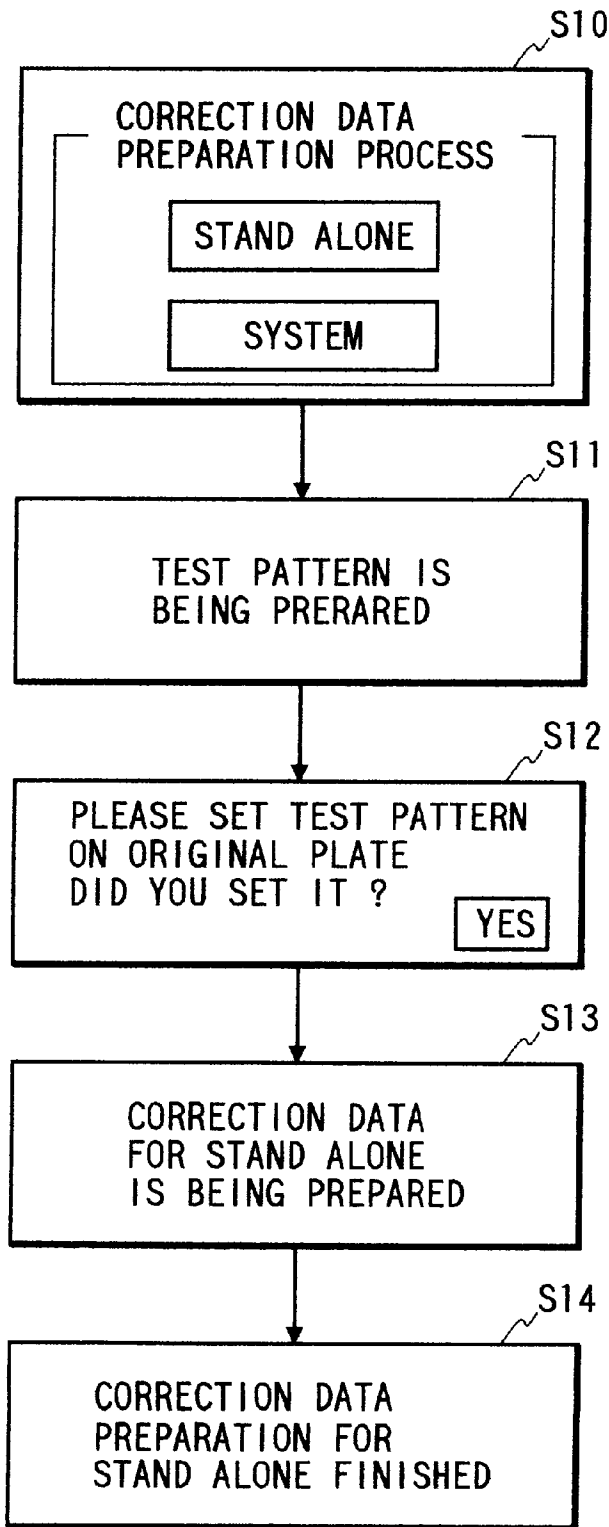 S10
CORRECTION DATA
PREPARATION PROCESS
STAND ALONE
SYSTEM
S11
TEST PATTERN IS
BEING PRERARED
S12
PLEASE SET TEST PATTERN
ON ORIGINAL PLATE
DID YOU SET IT ?
YES
S13
CORRECTION DATA
FOR STAND ALONE
IS BEING PREPARED
S14
CORRECTION DATA
PREPARATION FOR
STAND ALONE FINISHED